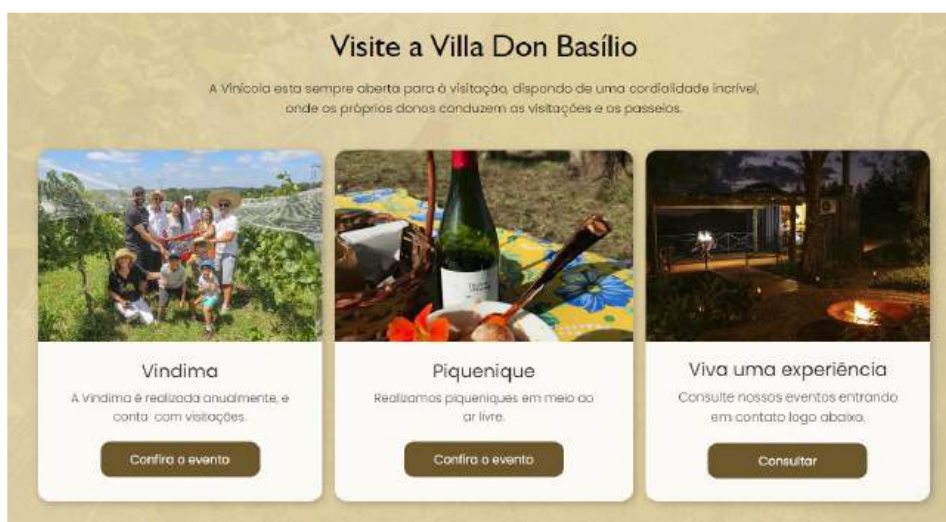 Visite a Villa Don Basílio
A Vinícola esta sempre aberta para à visitação, dispondo de uma cordialidade incrível,
onde os próprios donos conduzem as visitações e os passeios.
Vindima
A Vindima é realizada anualmente, e
conta com visitações.
Confira o evento
Piquenique
Realizamos piqueniques em meio ao
ar livre.
Confira o evento
Viva uma experiência
Consulte nossos eventos entrando
em contato logo abaixo.
Consultar